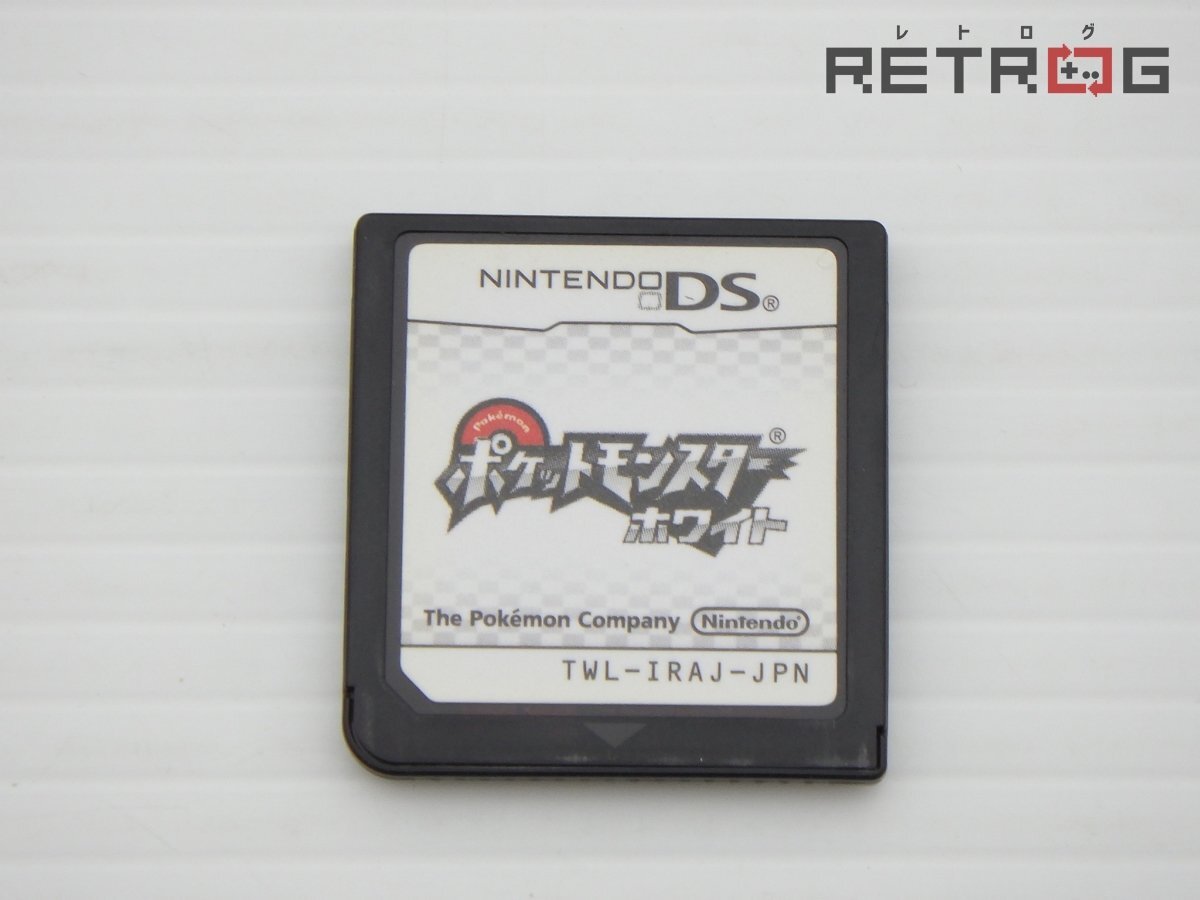 レトログ
RETROG
NINTENDO DS®
Pokémon
ポケットモンスター®
ホワイト
The Pokémon Company Nintendo®
TWL-IRAJ-JPN